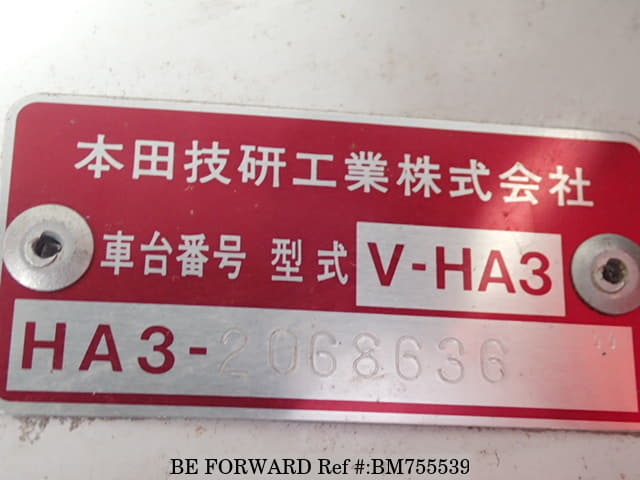 本田技研工業株式会社
車台番号 型式 V-HA3
HA3-2068636
BE FORWARD Ref #:BM755539